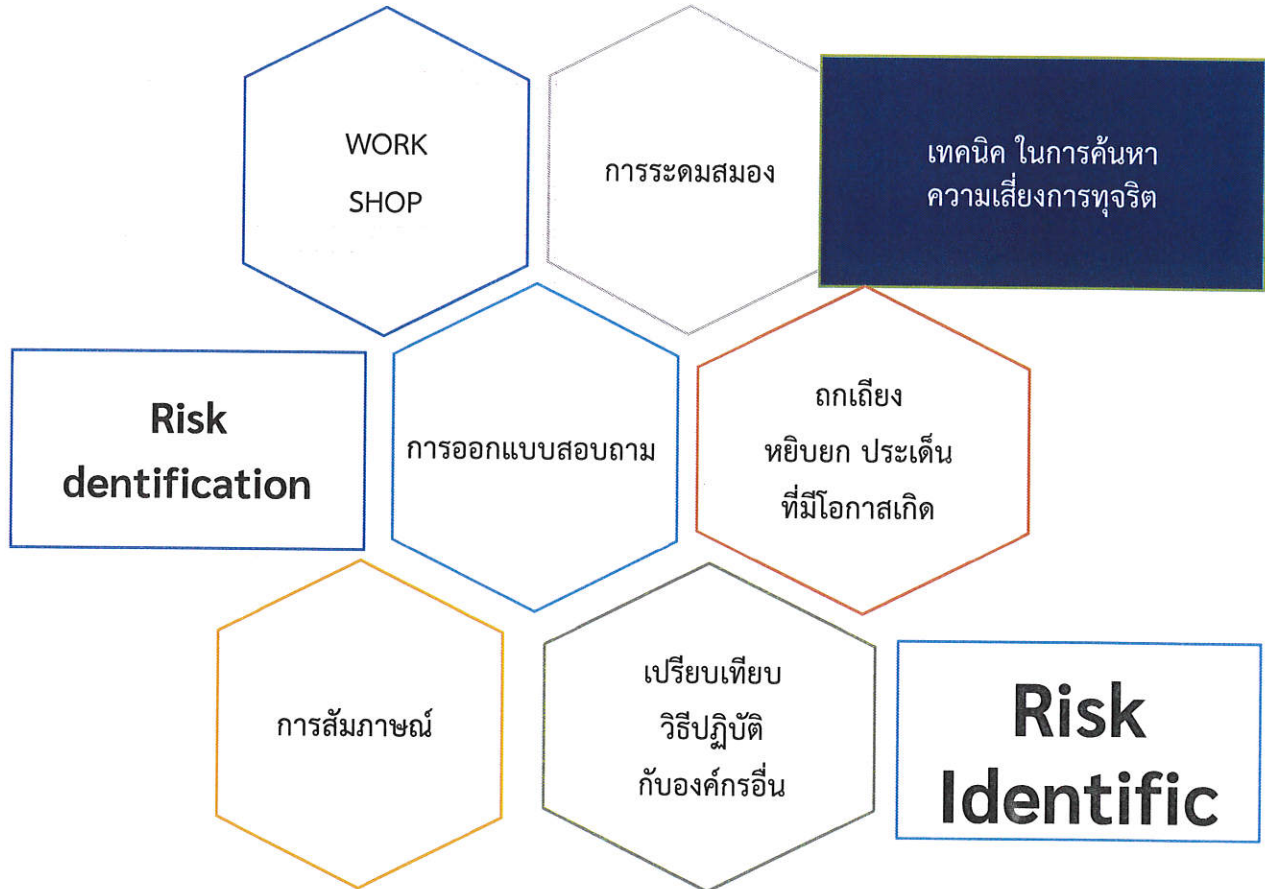 WORK
SHOP
การระดมสมอง
เทคนิค ในการค้นหา
ความเสี่ยงการทุจริต
Risk
dentification
การออกแบบสอบถาม
ถกเถียง
หยิบยก ประเด็น
ที่มีโอกาสเกิด
การสัมภาษณ์
เปรียบเทียบ
วิธีปฏิบัติ
กับองค์กรอื่น
Risk
Identific